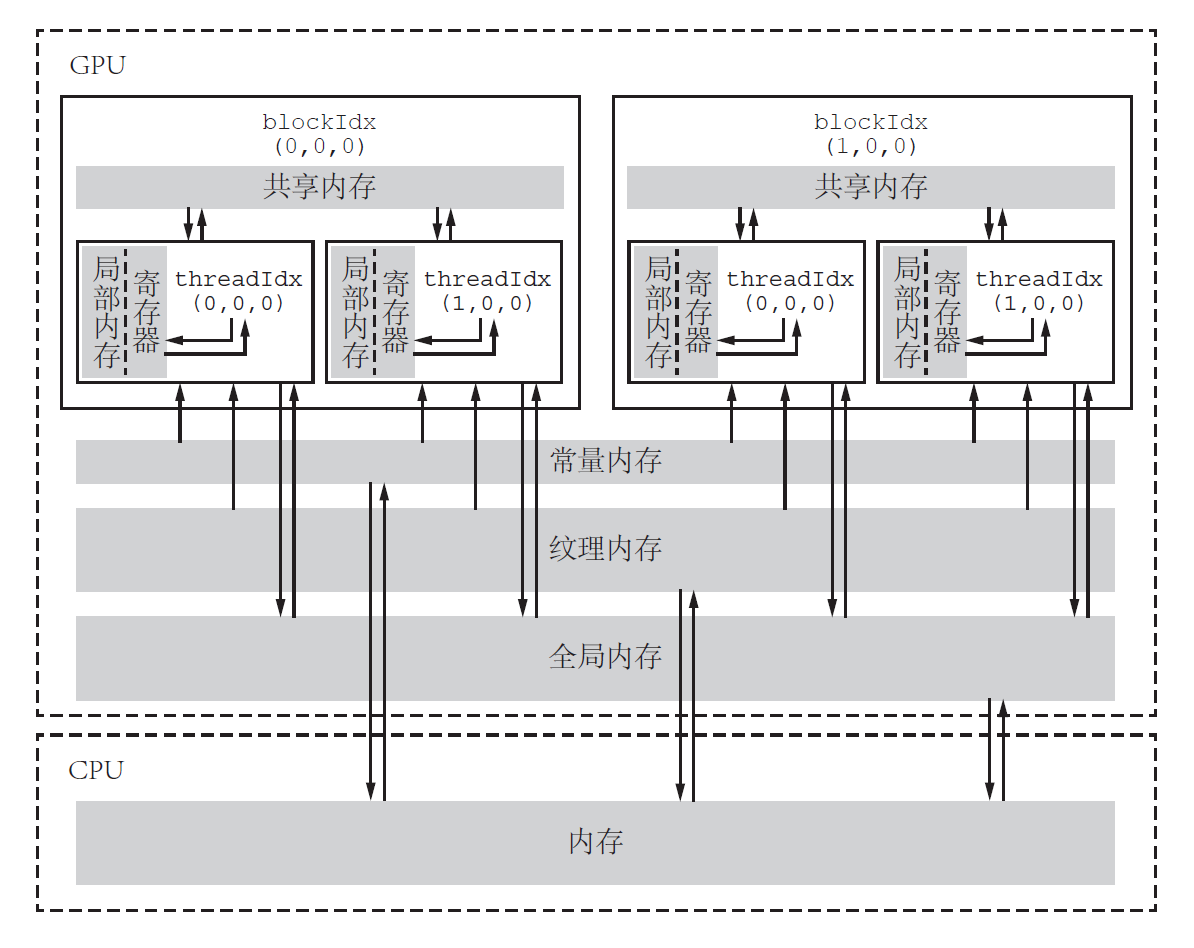 GPU
blockIdx
(0,0,0)
共享内存
局部内存
寄存器
threadIdx
(0,0,0)
局部内存
寄存器
threadIdx
(1,0,0)
blockIdx
(1,0,0)
共享内存
局部内存
寄存器
threadIdx
(0,0,0)
局部内存
寄存器
threadIdx
(1,0,0)
常量内存
纹理内存
全局内存
CPU
内存